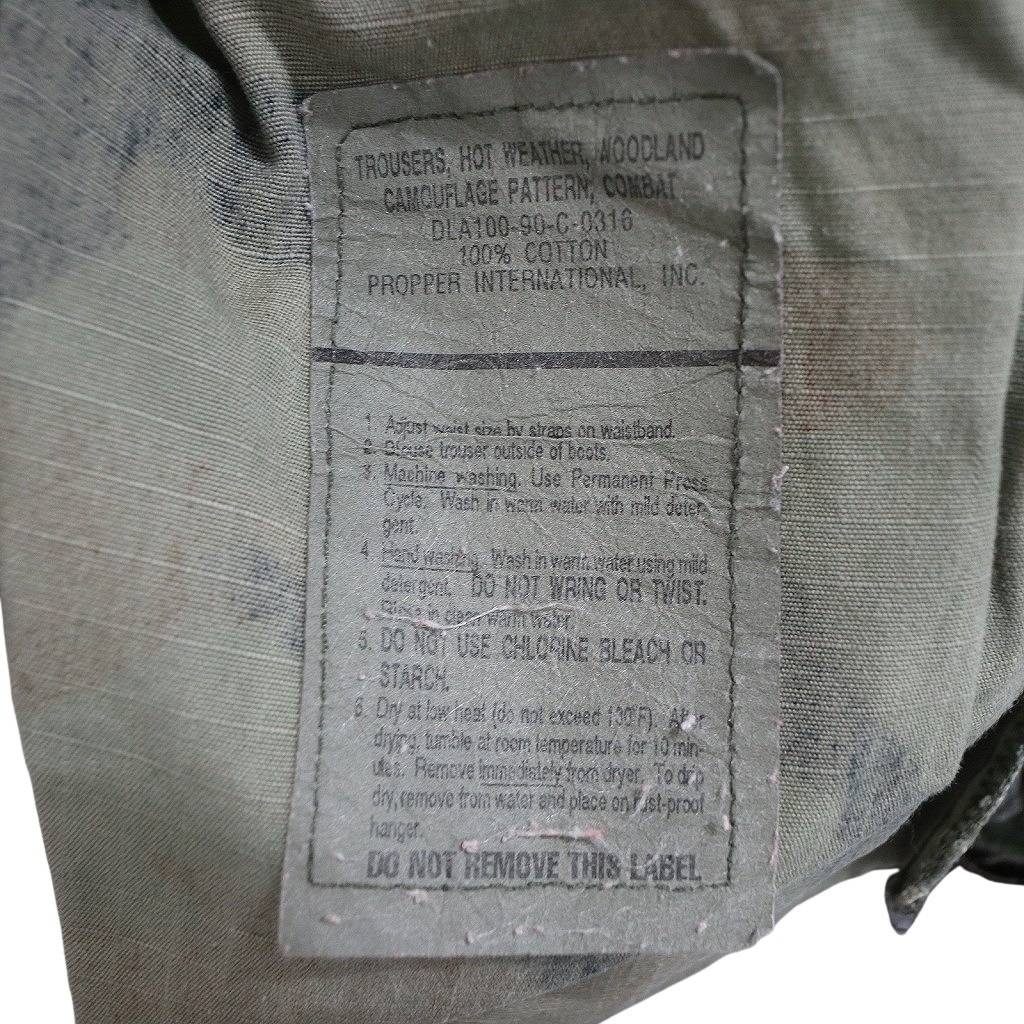 TROUSERS, HOT WEATHER, WOODLAND
CAMOUFLAGE PATTERN, COMBAT
DLA100-90-C-0316
100% COTTON
PROPPER INTERNATIONAL, INC.
1. Adjust waist size by straps on waistband.
2. Blouse trouser outside of boots.
3. Machine washing. Use Permanent Press
Cycle. Wash in warm water with mild deter-
gent.
4. Hand washing. Wash in warm water using mild
detergent. DO NOT WRING OR TWIST.
Rinse in clean warm water.
5. DO NOT USE CHLORINE BLEACH OR
STARCH.
6. Dry at low heat (do not exceed 130°F). After
drying, tumble at room temperature for 10 min-
utes. Remove immediately from dryer. To drip
dry, remove from water and place on rust-proof
hanger.
DO NOT REMOVE THIS LABEL